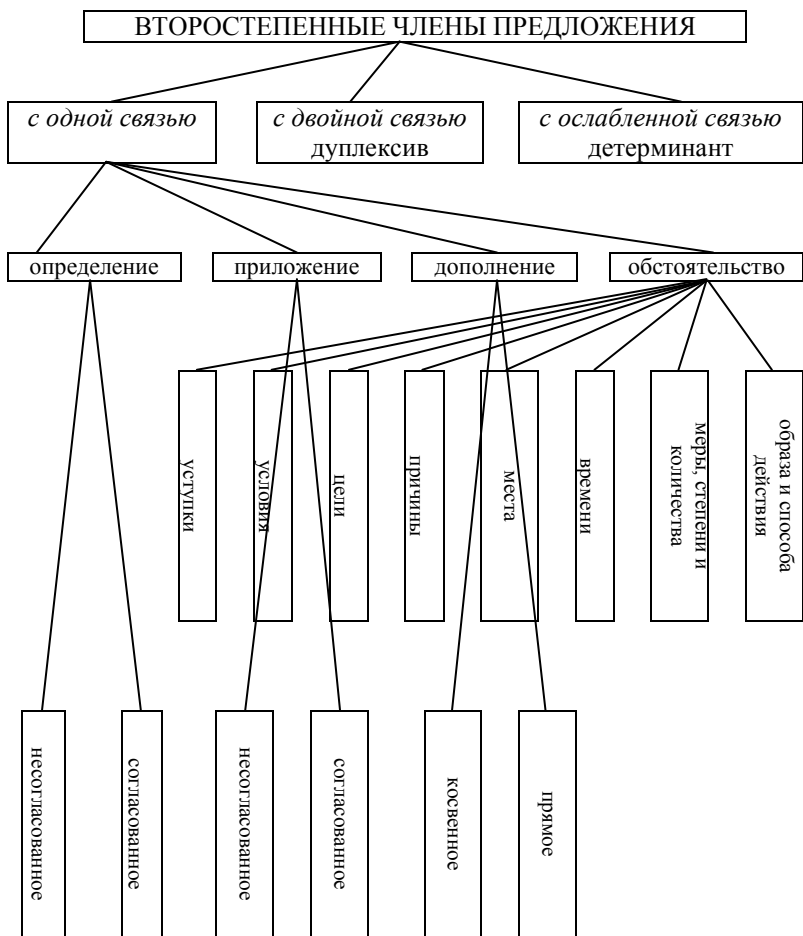 ВТОРОСТЕПЕННЫЕ ЧЛЕНЫ ПРЕДЛОЖЕНИЯ
с одной связью
с двойной связью
дуплексив
с ослабленной связью
детерминант
определение
приложение
дополнение
обстоятельство
уступки
условия
цели
причины
места
времени
меры, степени и
количества
образа и способа
действия
несогласованное
согласованное
несогласованное
согласованное
косвенное
прямое